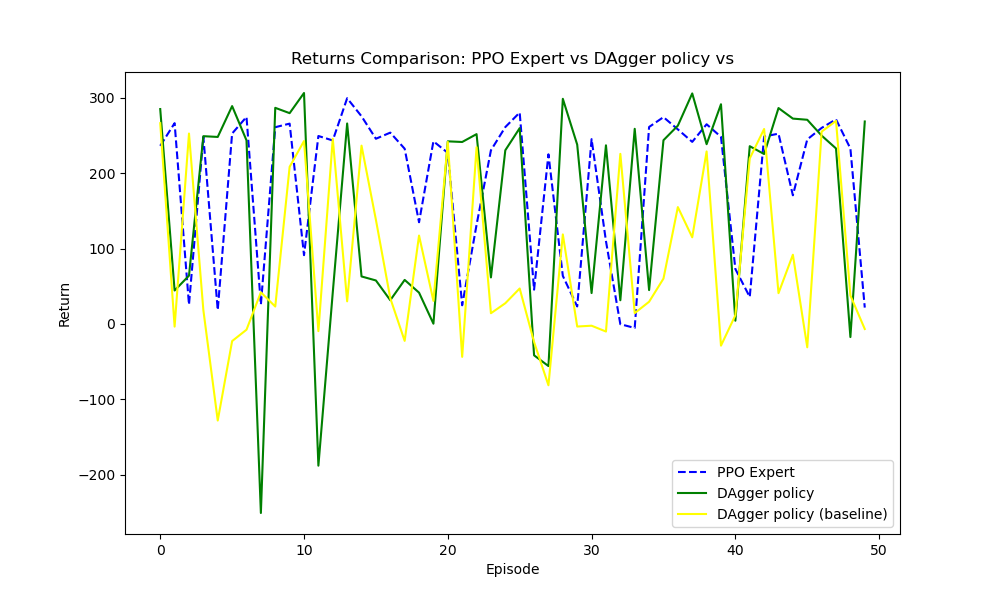 Returns Comparison: PPO Expert vs DAgger policy vs
Return
300
200
100
0
−100
−200
0 10 20 30 40 50
Episode
PPO Expert
DAgger policy
DAgger policy (baseline)